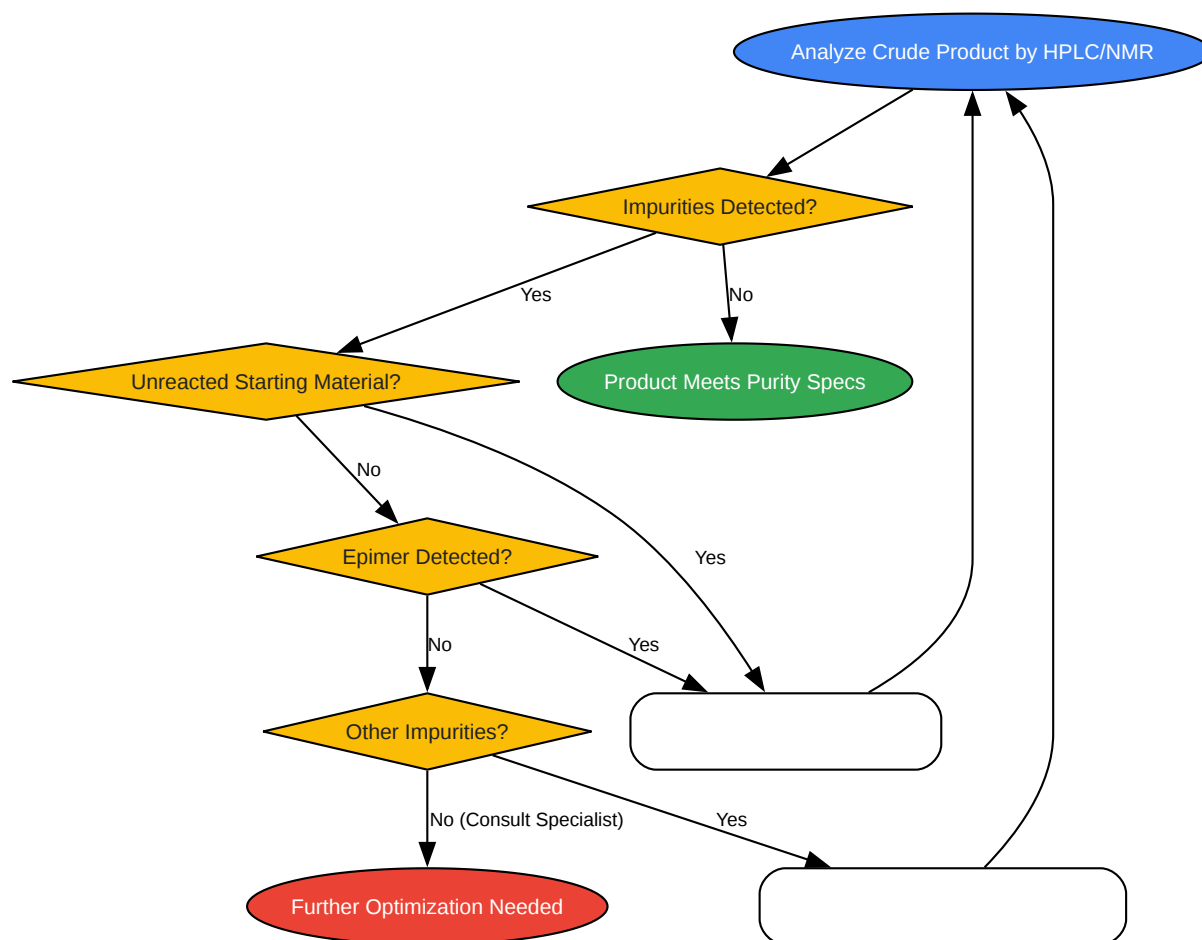 Analyze Crude Product by HPLC/NMR
Impurities Detected?
Yes
No
Unreacted Starting Material?
Product Meets Purity Specs
No
Epimer Detected?
Yes
No
Yes
Other Impurities?
No (Consult Specialist)
Yes
Further Optimization Needed